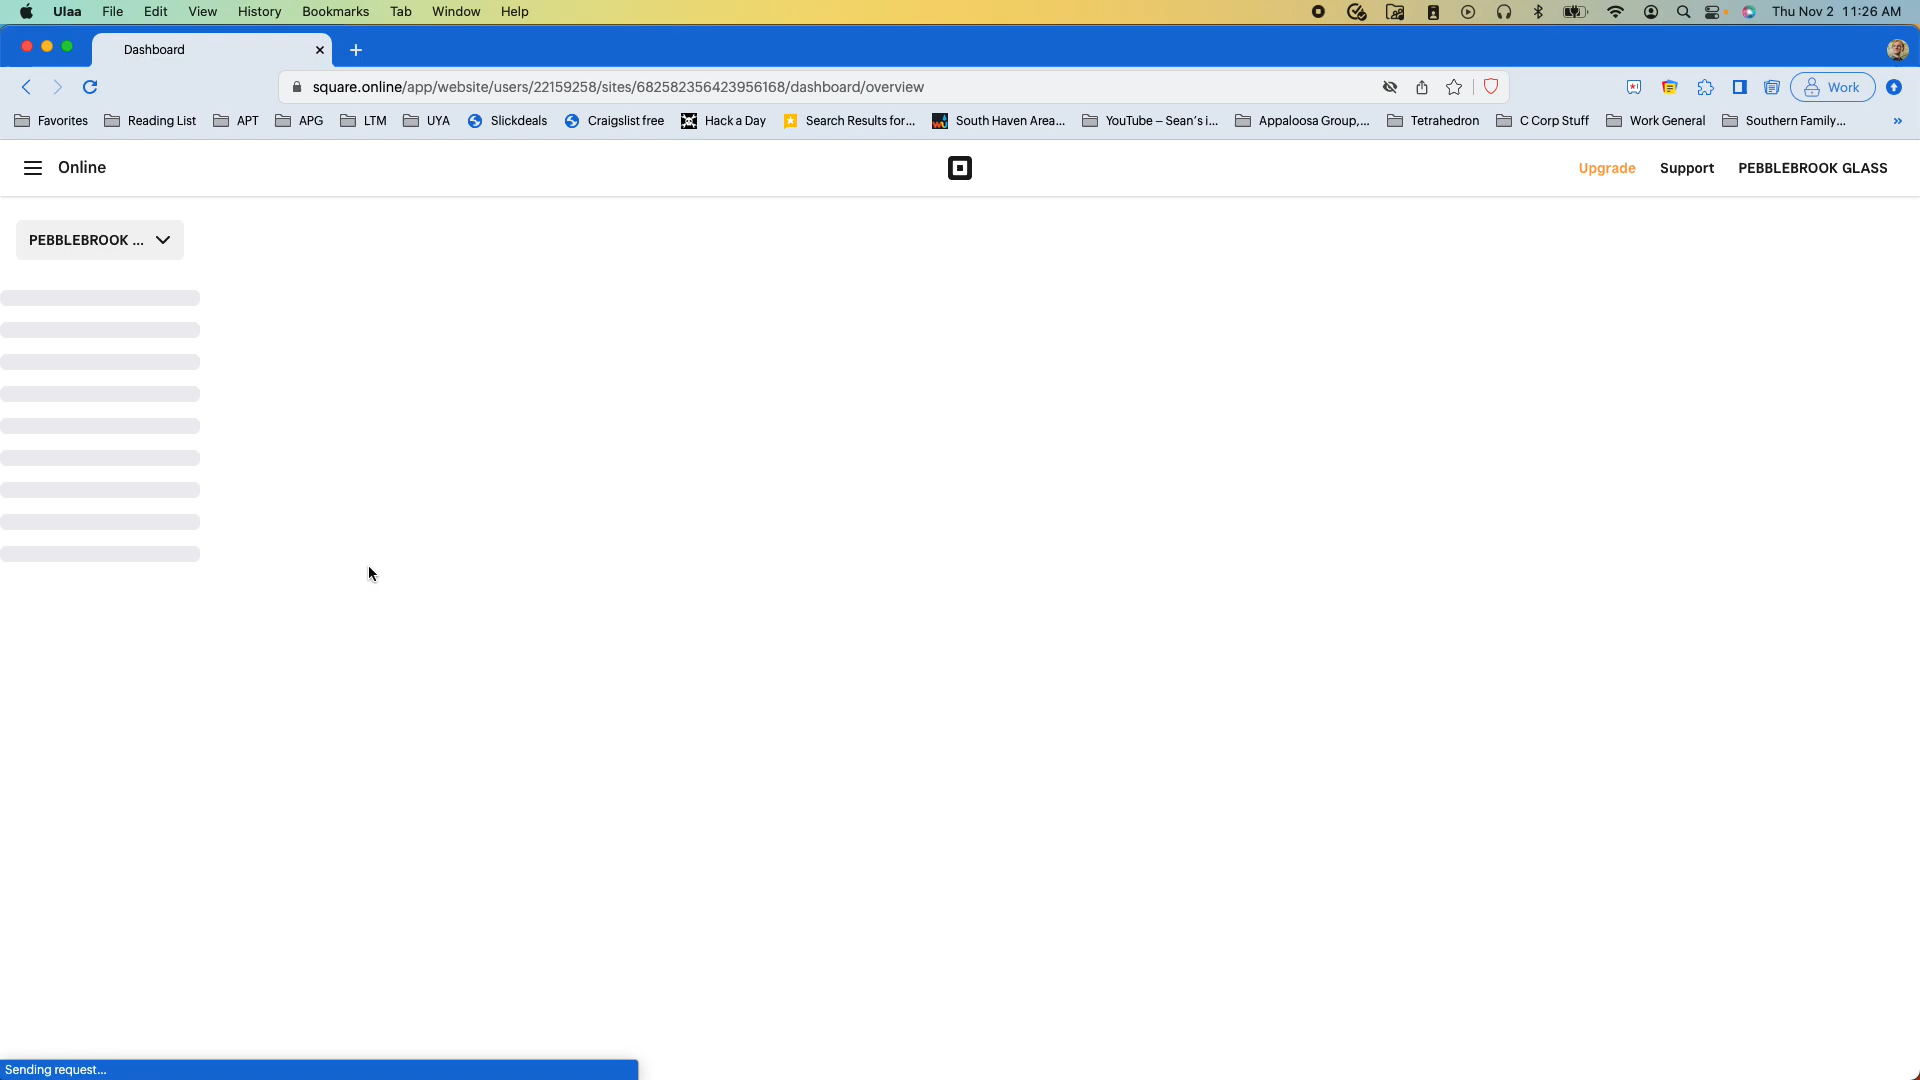 Ulaa File Edit View History Bookmarks Tab Window Help Thu Nov 2 11:26 AM
Dashboard
square.online/app/website/users/22159258/sites/682582356423956168/dashboard/overview Work
Favorites Reading List APT APG LTM UYA Slickdeals Craigslist free Hack a Day Search Results for... South Haven Area... YouTube – Sean's i... Appaloosa Group,... Tetrahedron C Corp Stuff Work General Southern Family... »
Online Upgrade Support PEBBLEBROOK GLASS
PEBBLEBROOK ...
Sending request...